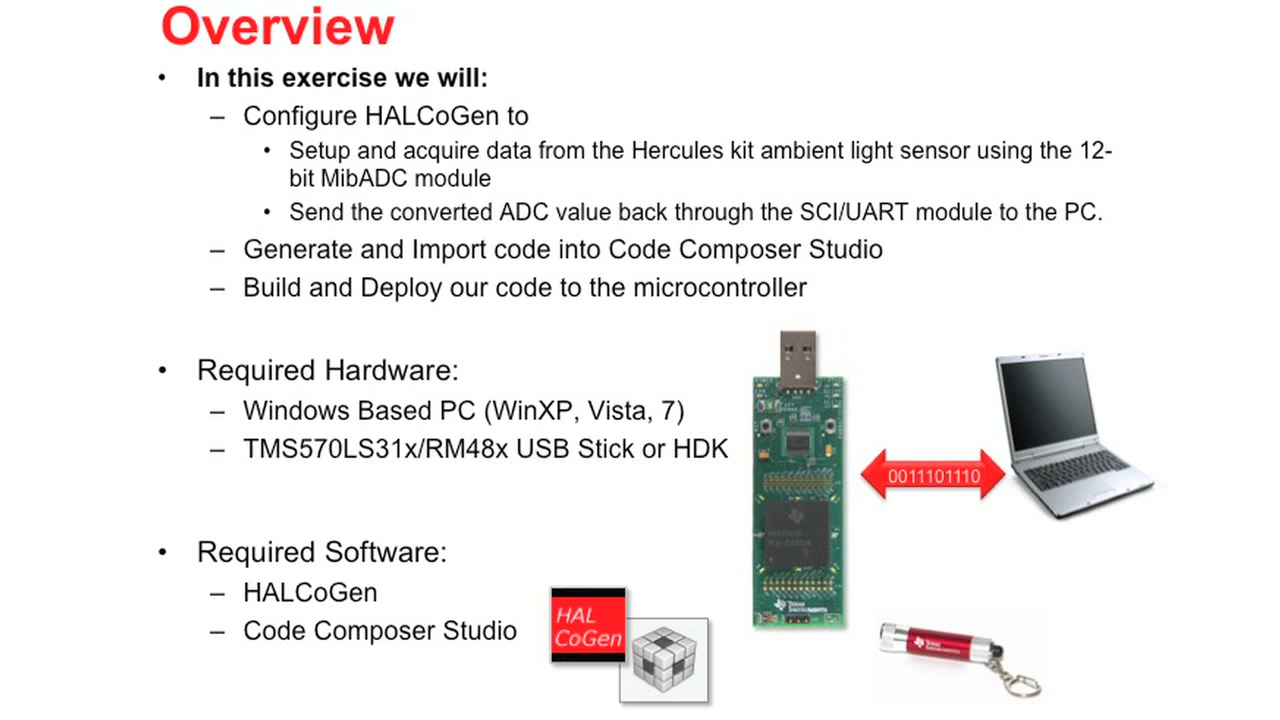 Overview
• In this exercise we will:
– Configure HALCoGen to
• Setup and acquire data from the Hercules kit ambient light sensor using the 12-
bit MibADC module
• Send the converted ADC value back through the SCI/UART module to the PC.
– Generate and Import code into Code Composer Studio
– Build and Deploy our code to the microcontroller
• Required Hardware:
– Windows Based PC (WinXP, Vista, 7)
– TMS570LS31x/RM48x USB Stick or HDK
0011101110
• Required Software:
– HALCoGen
– Code Composer Studio
HAL
CoGen
TEXAS
INSTRUMENTS
TEXAS
INSTRUMENTS